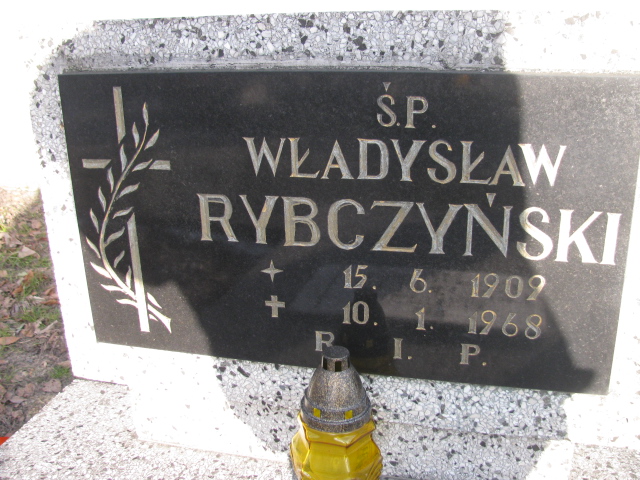 Ś.P.
WŁADYSŁAW
RYBCZYŃSKI
15. 6. 1909
10. 1. 1968
R. I. P.